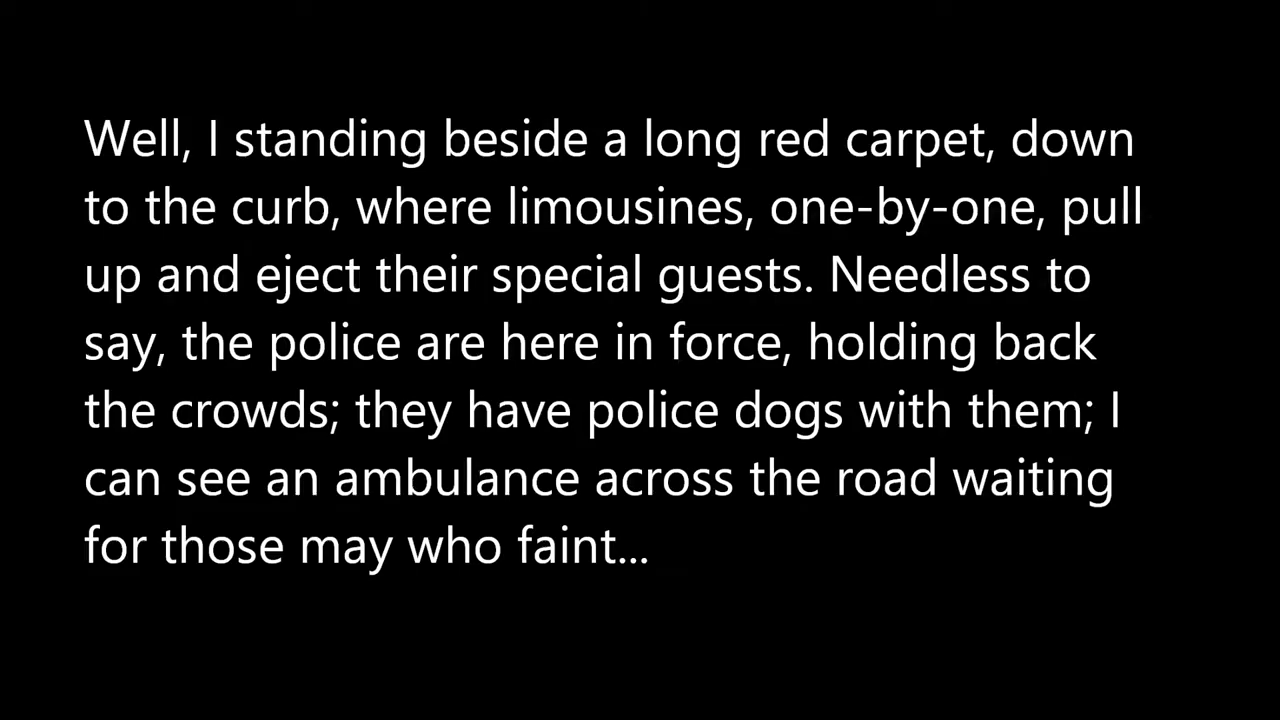 Well, I standing beside a long red carpet, down
to the curb, where limousines, one-by-one, pull
up and eject their special guests. Needless to
say, the police are here in force, holding back
the crowds; they have police dogs with them; I
can see an ambulance across the road waiting
for those may who faint...